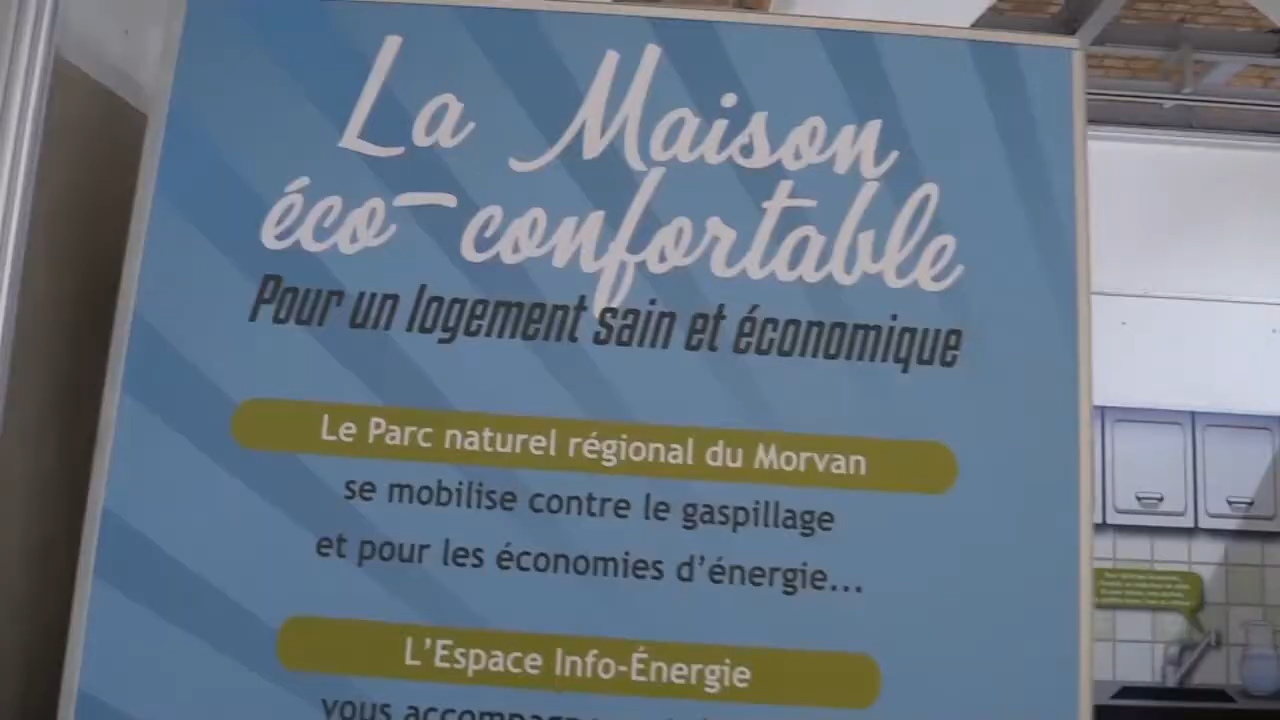 La Maison
éco-confortable
Pour un logement sain et économique
Le Parc naturel régional du Morvan
se mobilise contre le gaspillage
et pour les économies d'énergie...
L'Espace Info-Énergie
vous